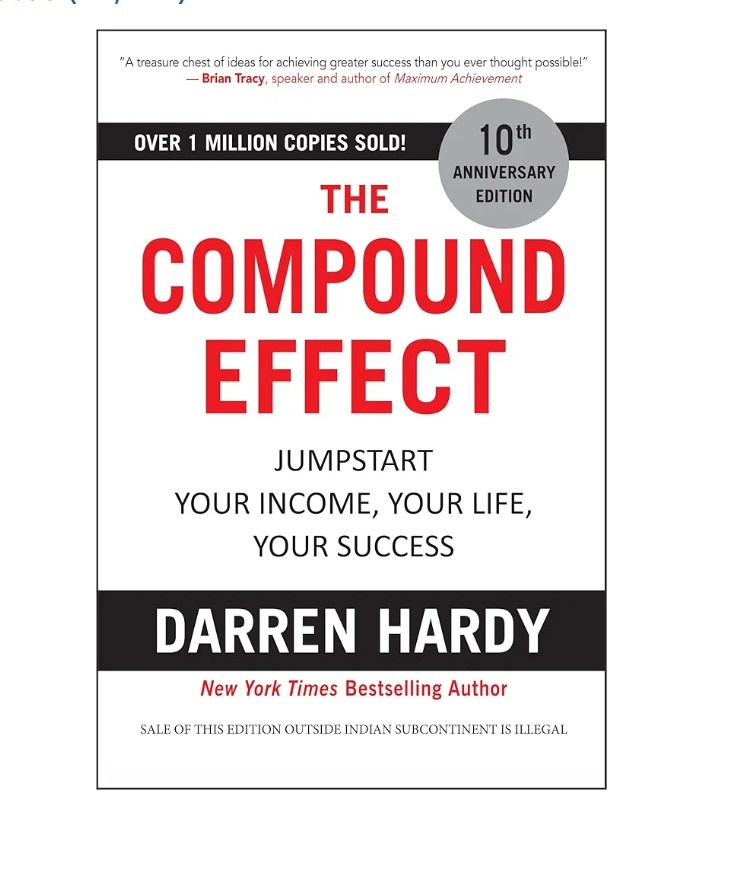 "A treasure chest of ideas for achieving greater success than you ever thought possible!"
— Brian Tracy, speaker and author of Maximum Achievement
OVER 1 MILLION COPIES SOLD!
10th
ANNIVERSARY
EDITION
THE
COMPOUND
EFFECT
JUMPSTART
YOUR INCOME, YOUR LIFE,
YOUR SUCCESS
DARREN HARDY
New York Times Bestselling Author
SALE OF THIS EDITION OUTSIDE INDIAN SUBCONTINENT IS ILLEGAL